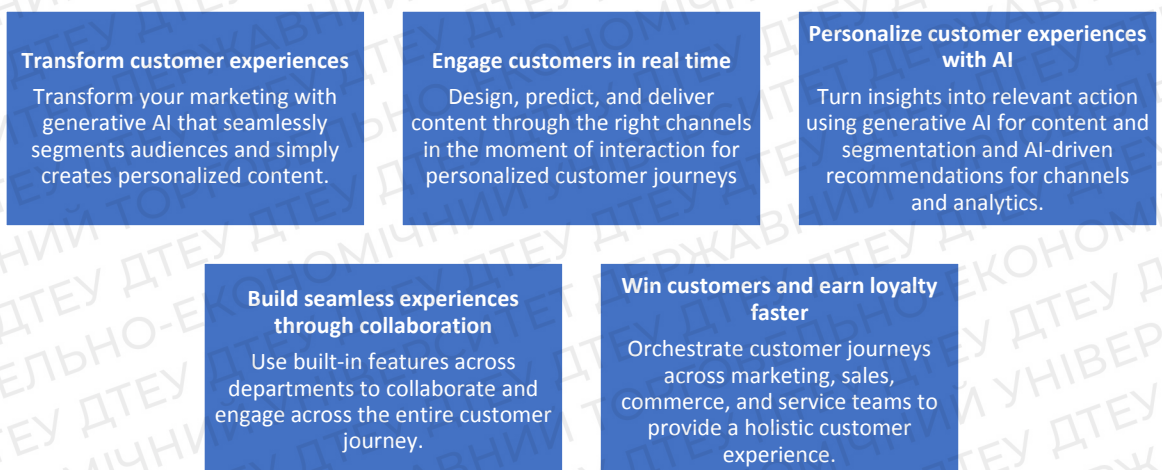 Transform customer experiences
Transform your marketing with
generative AI that seamlessly
segments audiences and simply
creates personalized content.
Engage customers in real time
Design, predict, and deliver
content through the right channels
in the moment of interaction for
personalized customer journeys
Personalize customer experiences
with AI
Turn insights into relevant action
using generative AI for content and
segmentation and AI-driven
recommendations for channels
and analytics.
Build seamless experiences
through collaboration
Use built-in features across
departments to collaborate and
engage across the entire customer
journey.
Win customers and earn loyalty
faster
Orchestrate customer journeys
across marketing, sales,
commerce, and service teams to
provide a holistic customer
experience.